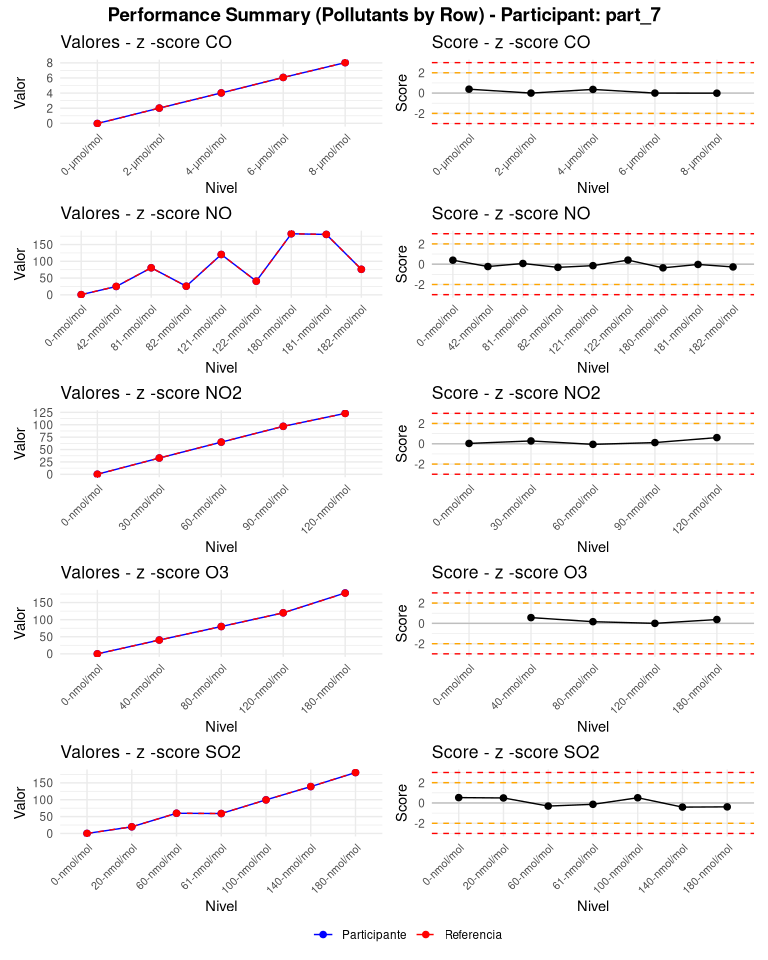 Performance Summary (Pollutants by Row) - Participant: part_7
Valores - z -score CO
Valor
8
6
4
2
0
0-μmol/mol
2-μmol/mol
4-μmol/mol
6-μmol/mol
8-μmol/mol
Nivel
Score - z -score CO
Score
2
0
-2
0-μmol/mol
2-μmol/mol
4-μmol/mol
6-μmol/mol
8-μmol/mol
Nivel
Valores - z -score NO
Valor
150
100
50
0
0-nmol/mol
42-nmol/mol
81-nmol/mol
82-nmol/mol
121-nmol/mol
122-nmol/mol
180-nmol/mol
181-nmol/mol
182-nmol/mol
Nivel
Score - z -score NO
Score
2
0
-2
0-nmol/mol
42-nmol/mol
81-nmol/mol
82-nmol/mol
121-nmol/mol
122-nmol/mol
180-nmol/mol
181-nmol/mol
182-nmol/mol
Nivel
Valores - z -score NO2
Valor
125
100
75
50
25
0
0-nmol/mol
30-nmol/mol
60-nmol/mol
90-nmol/mol
120-nmol/mol
Nivel
Score - z -score NO2
Score
2
0
-2
0-nmol/mol
30-nmol/mol
60-nmol/mol
90-nmol/mol
120-nmol/mol
Nivel
Valores - z -score O3
Valor
150
100
50
0
0-nmol/mol
40-nmol/mol
80-nmol/mol
120-nmol/mol
180-nmol/mol
Nivel
Score - z -score O3
Score
2
0
-2
0-nmol/mol
40-nmol/mol
80-nmol/mol
120-nmol/mol
180-nmol/mol
Nivel
Valores - z -score SO2
Valor
150
100
50
0
0-nmol/mol
20-nmol/mol
60-nmol/mol
61-nmol/mol
100-nmol/mol
140-nmol/mol
180-nmol/mol
Nivel
Score - z -score SO2
Score
2
0
-2
0-nmol/mol
20-nmol/mol
60-nmol/mol
61-nmol/mol
100-nmol/mol
140-nmol/mol
180-nmol/mol
Nivel
Participante
Referencia